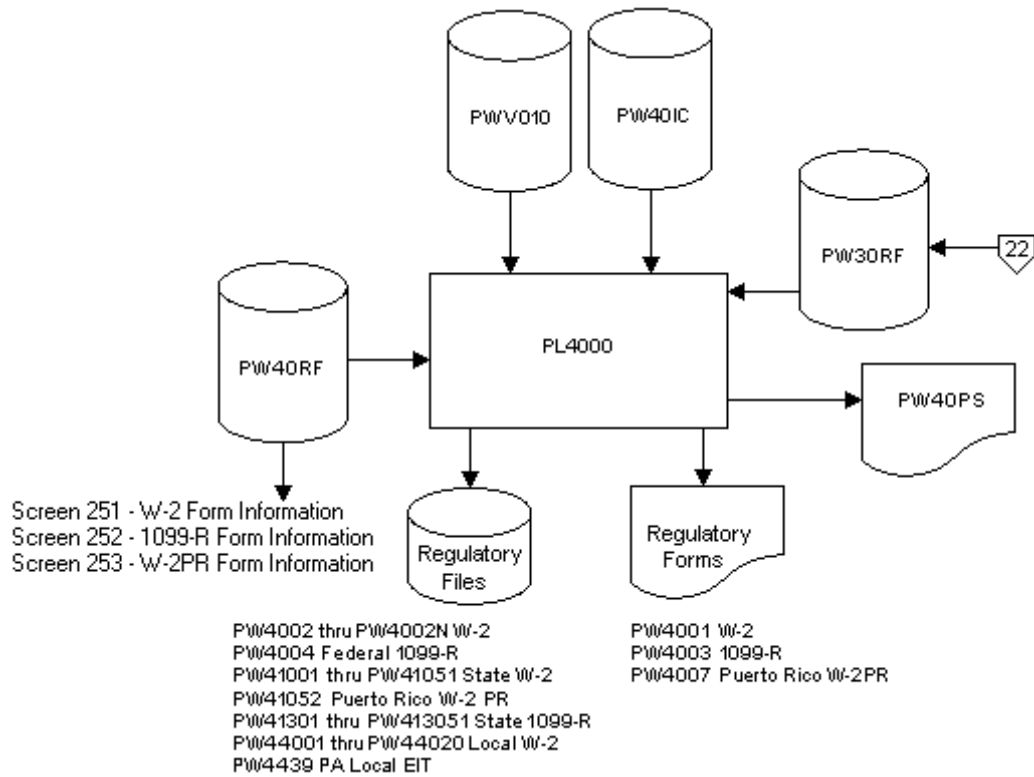 PWV010
PW40IC
PW30RF
22
PW40RF
PL4000
PW40PS
Screen 251 - W-2 Form Information
Screen 252 - 1099-R Form Information
Screen 253 - W-2PR Form Information
Regulatory
Files
Regulatory
Forms
PW4002 thru PW4002N W-2
PW4004 Federal 1099-R
PW41001 thru PW41051 State W-2
PW41052 Puerto Rico W-2 PR
PW41301 thru PW413051 State 1099-R
PW44001 thru PW44020 Local W-2
PW4439 PA Local EIT
PW4001 W-2
PW4003 1099-R
PW4007 Puerto Rico W-2PR